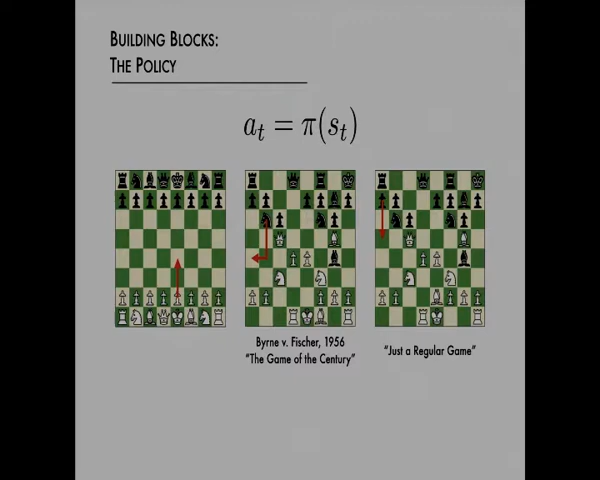 BUILDING BLOCKS:
THE POLICY
a_t = π(s_t)
Byrne v. Fischer, 1956
"The Game of the Century"
"Just a Regular Game"